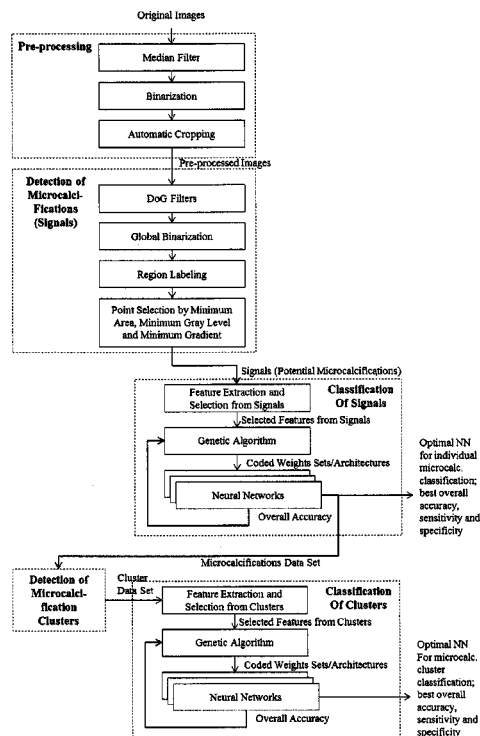 Original Images
Pre-processing
Median Filter
Binarization
Automatic Cropping
Pre-processed Images
Detection of
Microcalci-
Fications
(Signals)
DoG Filters
Global Binarization
Region Labeling
Point Selection by Minimum
Area, Minimum Gray Level
and Minimum Gradient
Signals (Potential Microcalcifications)
Classification
Of Signals
Feature Extraction and
Selection from Signals
Selected Features from Signals
Genetic Algorithm
Coded Weights Sets/Architectures
Neural Networks
Overall Accuracy
Optimal NN
for individual
microcalc.
classification;
best overall
accuracy,
sensitivity and
specificity
Microcalcifications Data Set
Detection of
Microcalci-
fication
Clusters
Cluster
Data Set
Classification
Of Clusters
Feature Extraction and
Selection from Clusters
Selected Features from Clusters
Genetic Algorithm
Coded Weights Sets/Architectures
Neural Networks
Overall Accuracy
Optimal NN
For microcalc.
cluster
classification;
best overall
accuracy,
sensitivity and
specificity